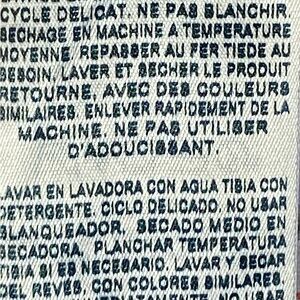 CYCLE DELICAT. NE PAS BLANCHIR
SECHAGE EN MACHINE A TEMPERATURE
MOYENNE. REPASSER AU FER TIEDE AU
BESOIN. LAVER ET SECHER LE PRODUIT
RETOURNE, AVEC DES COULEURS
SIMILAIRES. ENLEVER RAPIDEMENT DE LA
MACHINE. NE PAS UTILISER
D'ADOUCISSANT.
LAVAR EN LAVADORA CON AGUA TIBIA CON
DETERGENTE. CICLO DELICADO. NO USAR
BLANQUEADOR. SECADO MEDIO EN
SECADORA. PLANCHAR TEMPERATURA
TIBIA SI ES NECESARIO. LAVAR Y SECAR
DEL REVES, CON COLORES SIMILARES.